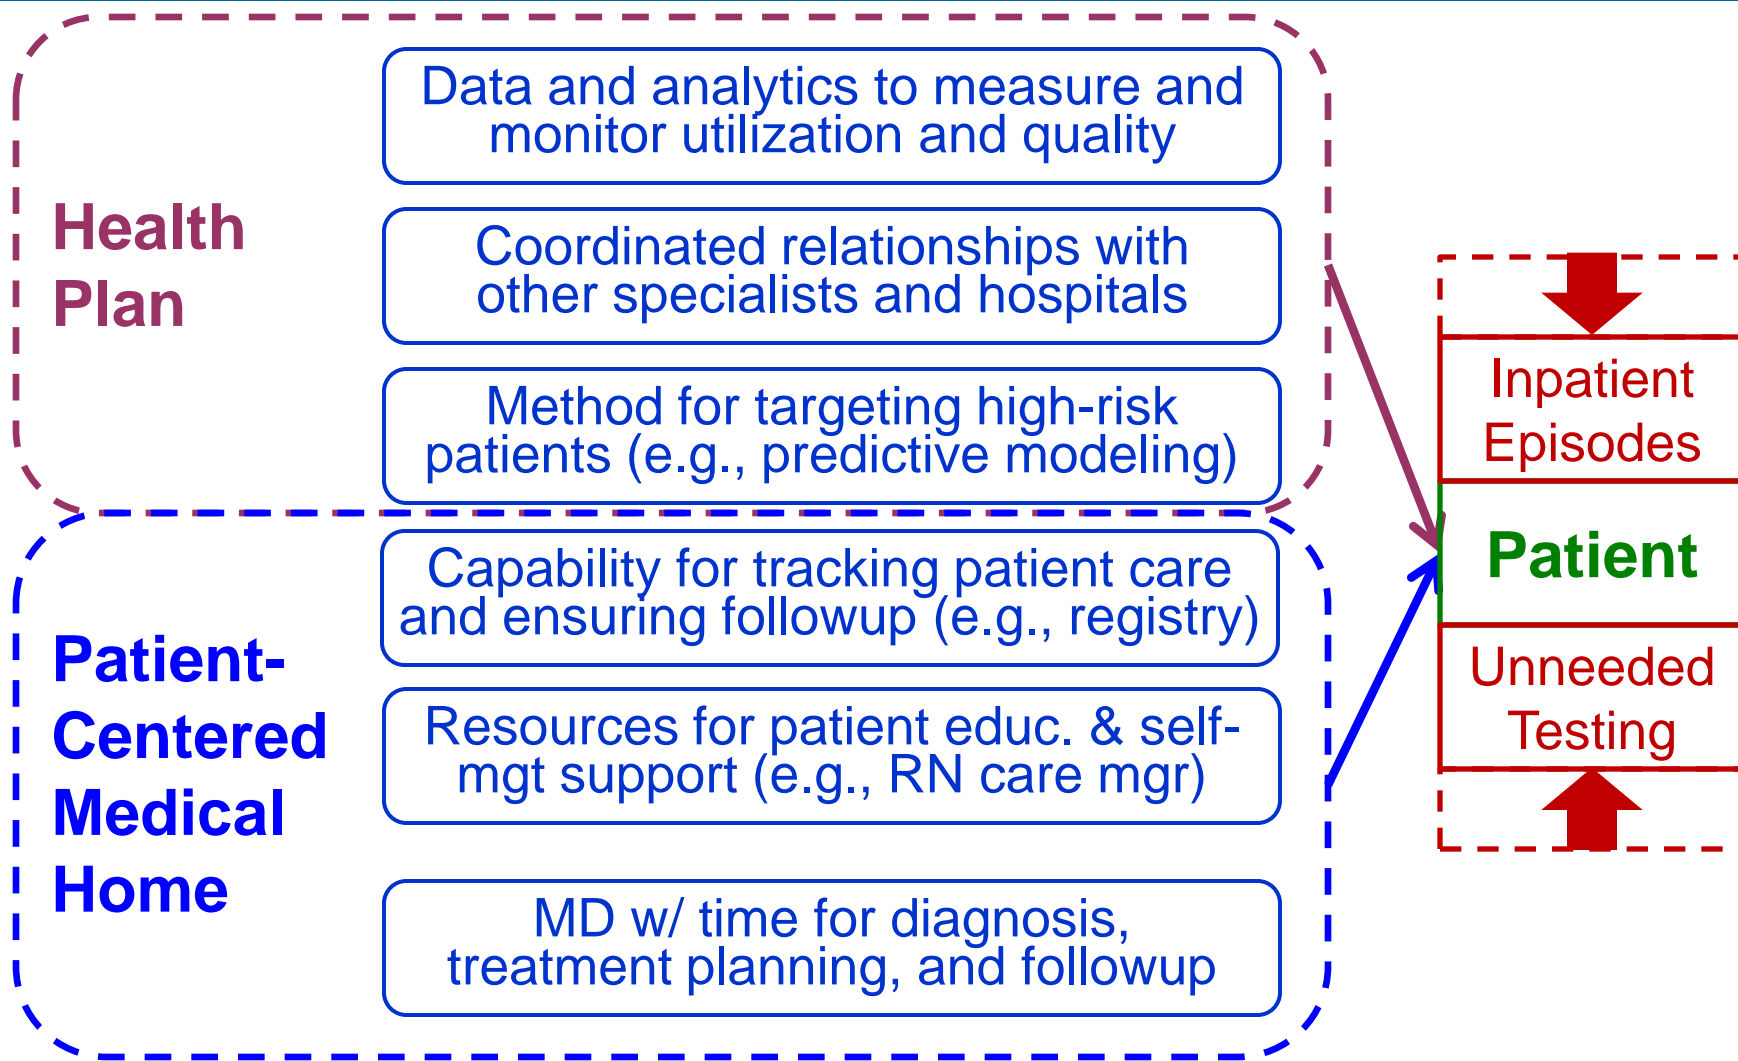 Health
Plan
Data and analytics to measure and
monitor utilization and quality
Coordinated relationships with
other specialists and hospitals
Method for targeting high-risk
patients (e.g., predictive modeling)
Patient-
Centered
Medical
Home
Capability for tracking patient care
and ensuring followup (e.g., registry)
Resources for patient educ. & self-
mgt support (e.g., RN care mgr)
MD w/ time for diagnosis,
treatment planning, and followup
Inpatient
Episodes
Patient
Unneeded
Testing